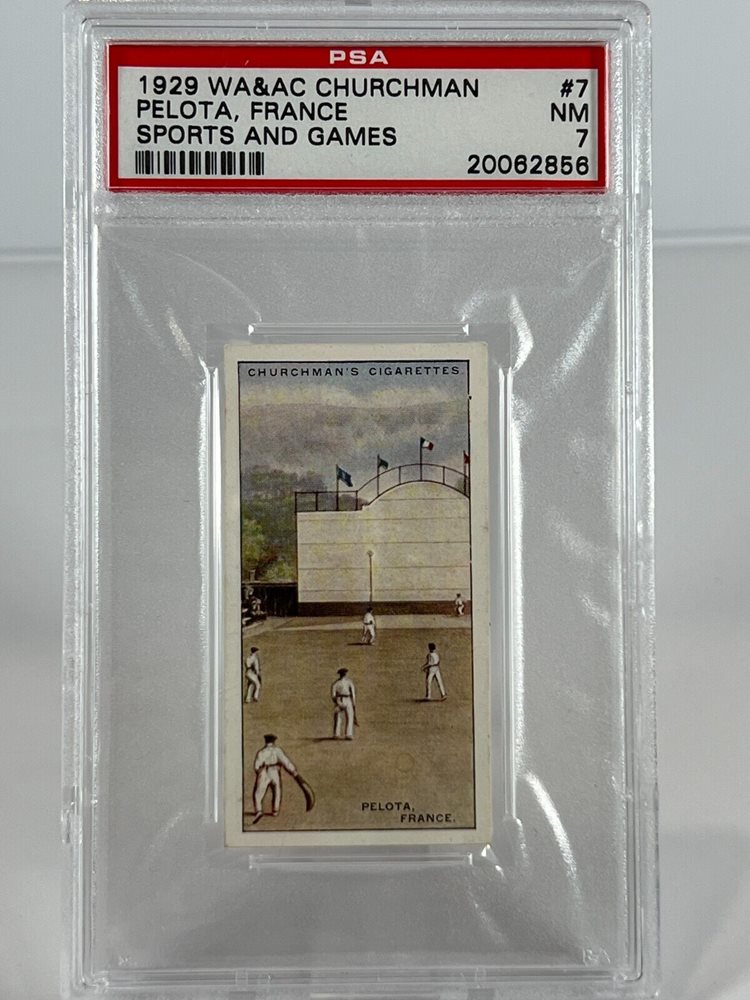 PSA
1929 WA&AC CHURCHMAN #7
PELOTA, FRANCE NM
SPORTS AND GAMES 7
20062856
CHURCHMAN'S CIGARETTES.
PELOTA,
FRANCE.